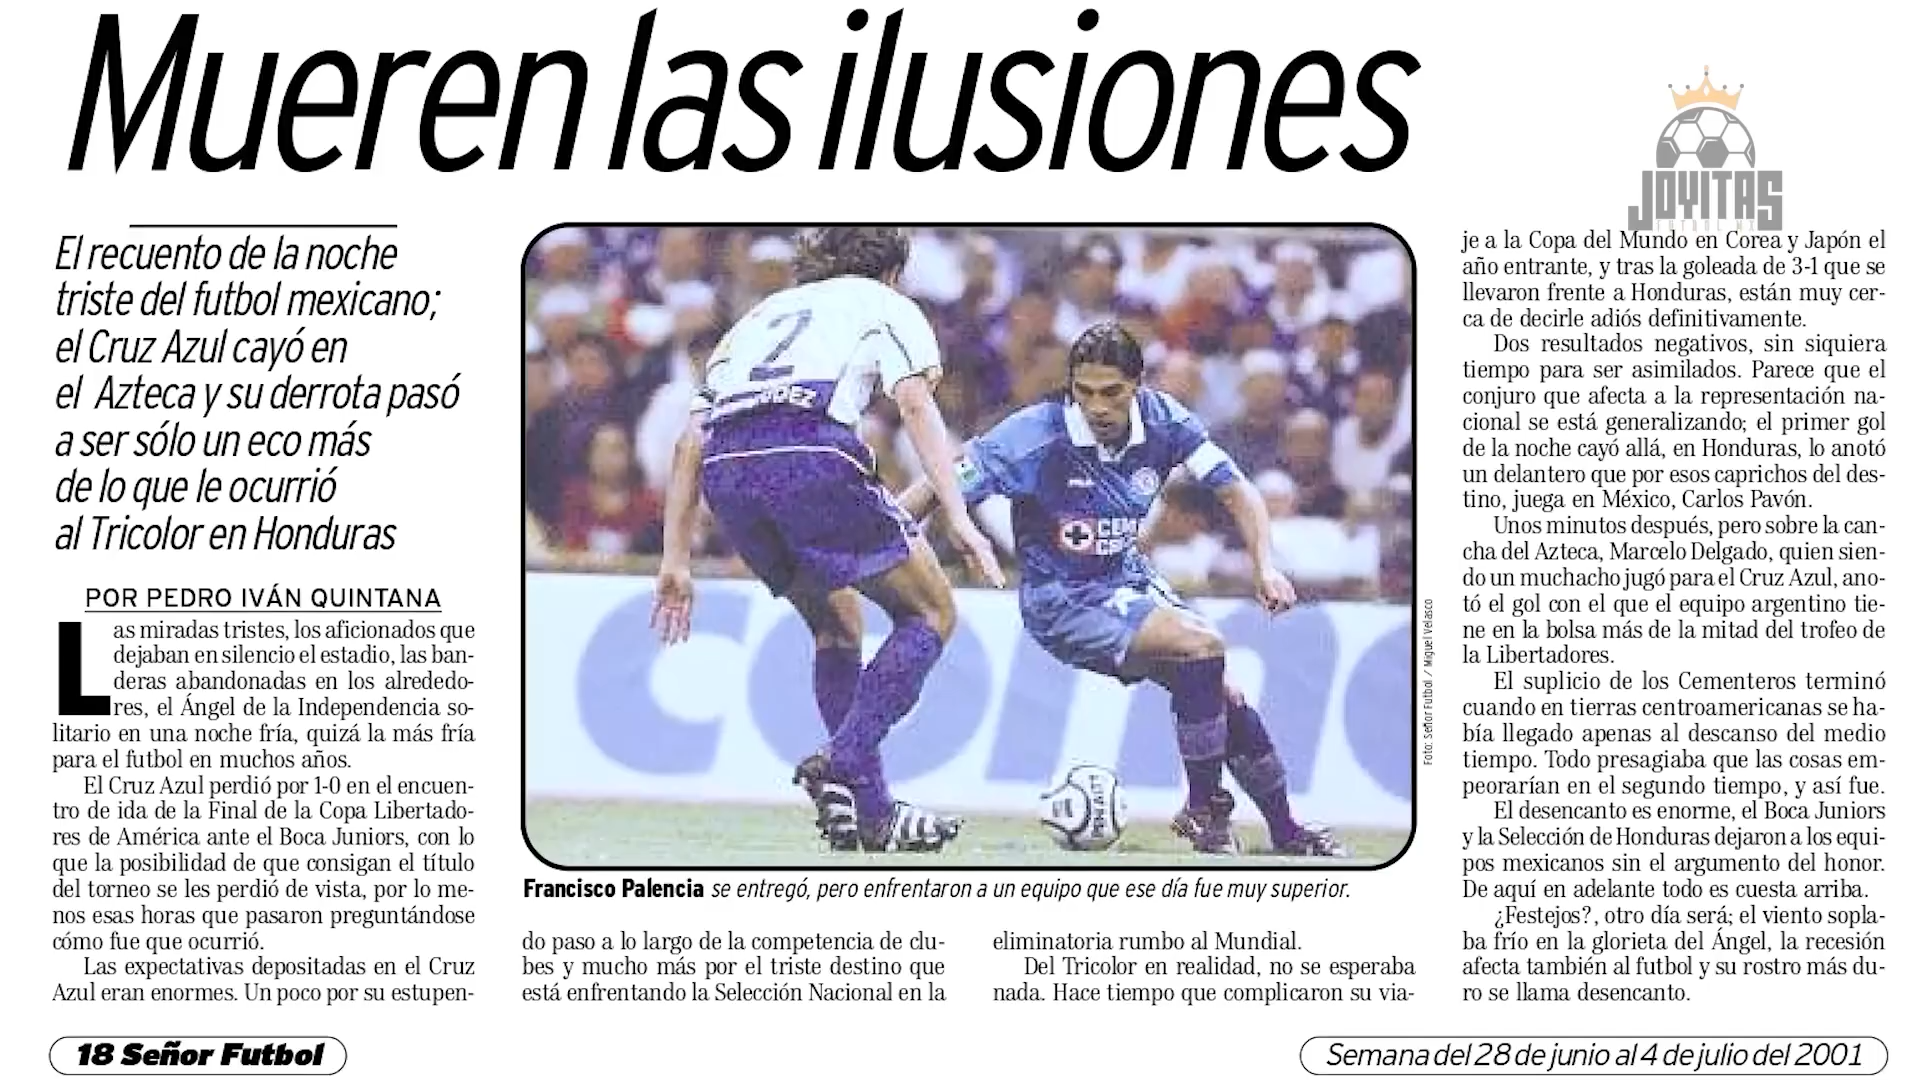 Mueren las ilusiones
JOYITAS
FUTBOL MX
El recuento de la noche
triste del futbol mexicano;
el Cruz Azul cayó en
el Azteca y su derrota pasó
a ser sólo un eco más
de lo que le ocurrió
al Tricolor en Honduras
POR PEDRO IVÁN QUINTANA
Las miradas tristes, los aficionados que
dejaban en silencio el estadio, las ban-
deras abandonadas en los alrededo-
res, el Ángel de la Independencia so-
litario en una noche fría, quizá la más fría
para el futbol en muchos años.
El Cruz Azul perdió por 1-0 en el encuen-
tro de ida de la Final de la Copa Libertado-
res de América ante el Boca Juniors, con lo
que la posibilidad de que consigan el título
del torneo se les perdió de vista, por lo me-
nos esas horas que pasaron preguntándose
cómo fue que ocurrió.
Las expectativas depositadas en el Cruz
Azul eran enormes. Un poco por su estupen-
2
CEM
PENALTY
Foto: Señor Futbol / Miguel Velasco
Francisco Palencia se entregó, pero enfrentaron a un equipo que ese día fue muy superior.
do paso a lo largo de la competencia de clu-
bes y mucho más por el triste destino que
está enfrentando la Selección Nacional en la
eliminatoria rumbo al Mundial.
Del Tricolor en realidad, no se esperaba
nada. Hace tiempo que complicaron su via-
je a la Copa del Mundo en Corea y Japón el
año entrante, y tras la goleada de 3-1 que se
llevaron frente a Honduras, están muy cer-
ca de decirle adiós definitivamente.
Dos resultados negativos, sin siquiera
tiempo para ser asimilados. Parece que el
conjuro que afecta a la representación na-
cional se está generalizando; el primer gol
de la noche cayó allá, en Honduras, lo anotó
un delantero que por esos caprichos del des-
tino, juega en México, Carlos Pavón.
Unos minutos después, pero sobre la can-
cha del Azteca, Marcelo Delgado, quien sien-
do un muchacho jugó para el Cruz Azul, ano-
tó el gol con el que el equipo argentino tie-
ne en la bolsa más de la mitad del trofeo de
la Libertadores.
El suplicio de los Cementeros terminó
cuando en tierras centroamericanas se ha-
bía llegado apenas al descanso del medio
tiempo. Todo presagiaba que las cosas em-
peorarían en el segundo tiempo, y así fue.
El desencanto es enorme, el Boca Juniors
y la Selección de Honduras dejaron a los equi-
pos mexicanos sin el argumento del honor.
De aquí en adelante todo es cuesta arriba.
¿Festejos?, otro día será; el viento sopla-
ba frío en la glorieta del Ángel, la recesión
afecta también al futbol y su rostro más du-
ro se llama desencanto.
18 Señor Futbol
Semana del 28 de junio al 4 de julio del 2001